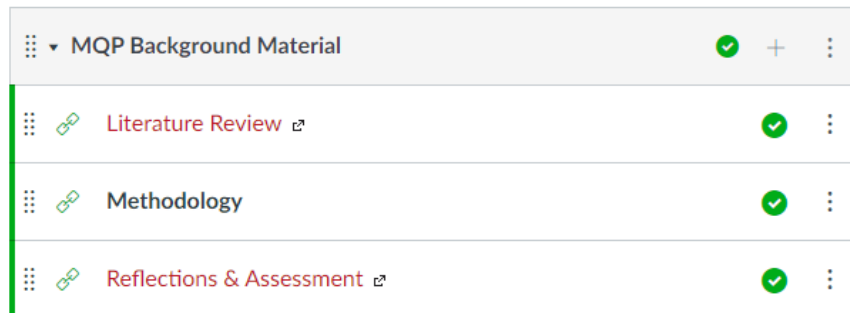 MQP Background Material
Literature Review
Methodology
Reflections & Assessment